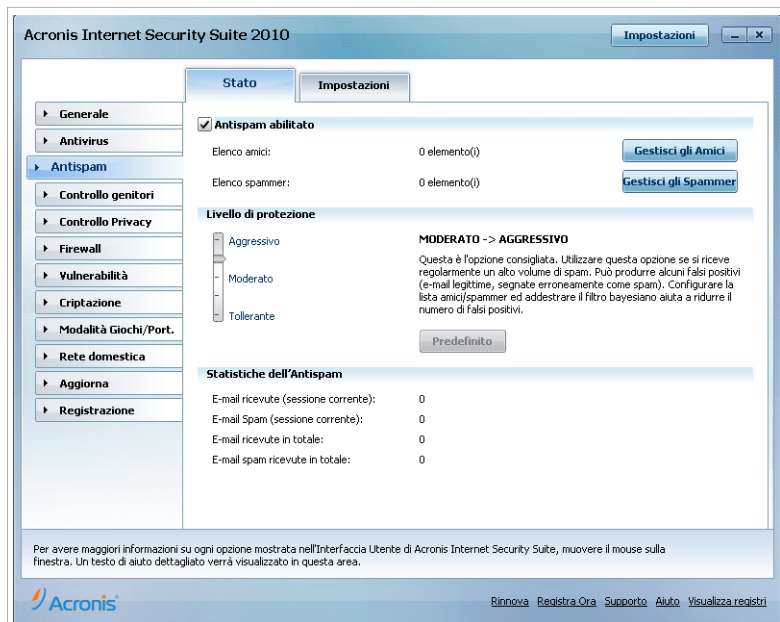 Acronis Internet Security Suite 2010
Impostazioni
Stato
Impostazioni
Generale
Antivirus
Antispam
Controllo genitori
Controllo Privacy
Firewall
Vulnerabilità
Criptazione
Modalità Giochi/Port.
Rete domestica
Aggiorna
Registrazione
Antispam abilitato
Elenco amici: 0 elemento(i) Gestisci gli Amici
Elenco spammer: 0 elemento(i) Gestisci gli Spammer
Livello di protezione
Aggressivo
Moderato
Tollerante
MODERATO -> AGGRESSIVO
Questa è l'opzione consigliata. Utilizzare questa opzione se si riceve
regolarmente un alto volume di spam. Può produrre alcuni falsi positivi
(e-mail legittime, segnate erroneamente come spam). Configurare la
lista amici/spammer ed addestrare il filtro bayesiano aiuta a ridurre il
numero di falsi positivi.
Predefinito
Statistiche dell'Antispam
E-mail ricevute (sessione corrente): 0
E-mail Spam (sessione corrente): 0
E-mail ricevute in totale: 0
E-mail spam ricevute in totale: 0
Per avere maggiori informazioni su ogni opzione mostrata nell'Interfaccia Utente di Acronis Internet Security Suite, muovere il mouse sulla
finestra. Un testo di aiuto dettagliato verrà visualizzato in questa area.
Acronis
Rinnova Registra Ora Supporto Aiuto Visualizza registri